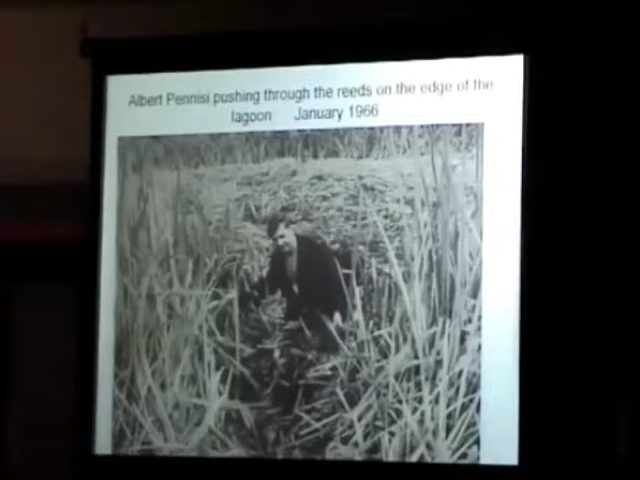 Albert Pennisi pushing through the reeds on the edge of the
lagoon January 1966